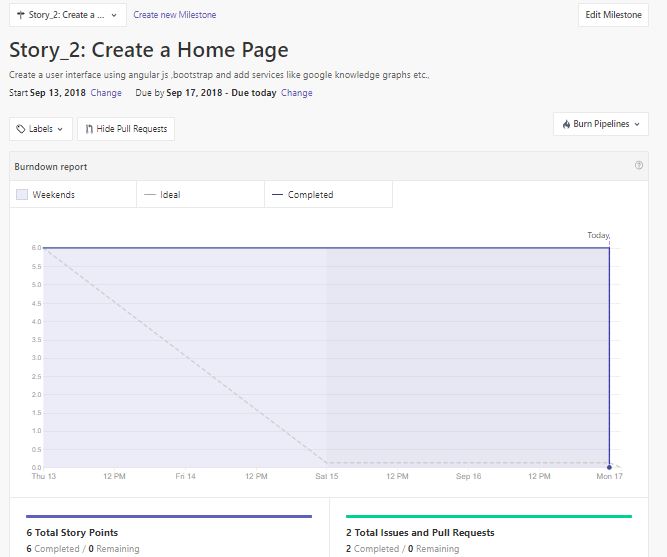 Story_2: Create a ... Create new Milestone Edit Milestone
Story_2: Create a Home Page
Create a user interface using angular js ,bootstrap and add services like google knowledge graphs etc.,
Start Sep 13, 2018 Change Due by Sep 17, 2018 - Due today Change
Labels Hide Pull Requests Burn Pipelines
Burndown report
Weekends Ideal Completed
Today
6.0
5.5
5.0
4.5
4.0
3.5
3.0
2.5
2.0
1.5
1.0
0.5
0.0
Thu 13 12 PM Fri 14 12 PM Sat 15 12 PM Sep 16 12 PM Mon 17
6 Total Story Points 2 Total Issues and Pull Requests
6 Completed / 0 Remaining 2 Completed / 0 Remaining